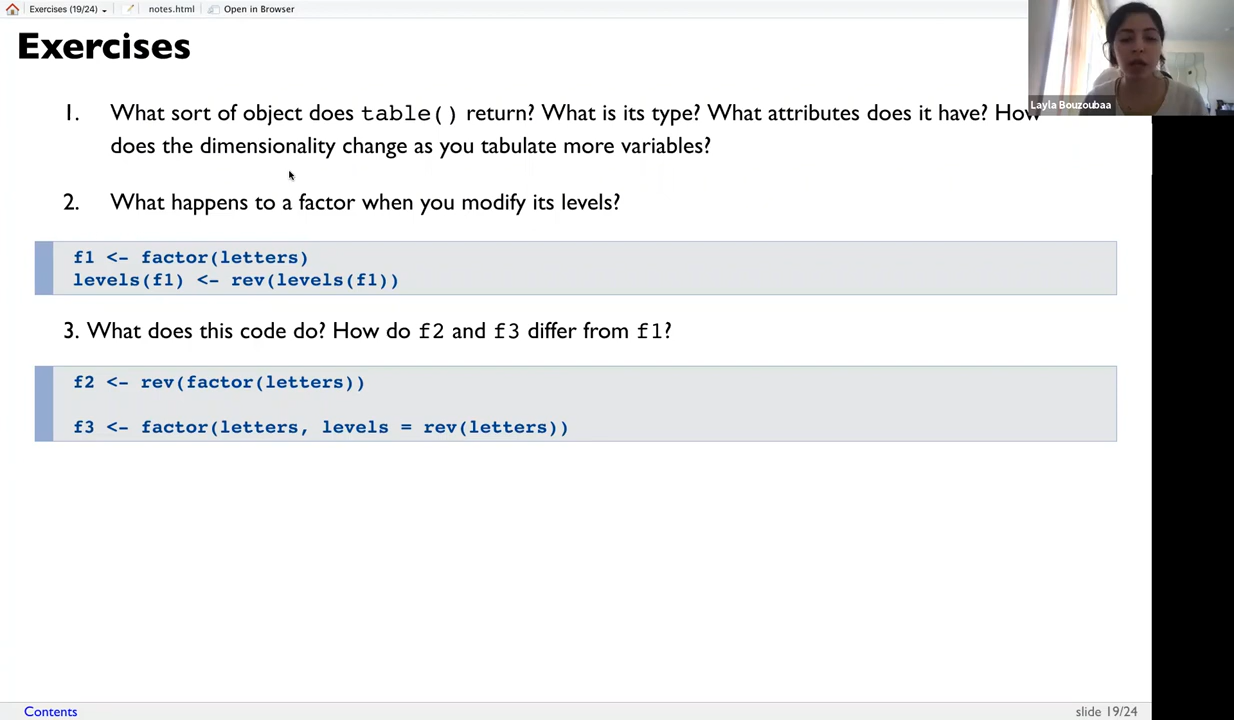 Exercises (19/24)
notes.html
Open in Browser
Exercises
Layla Bouzoubaa
1. What sort of object does table() return? What is its type? What attributes does it have? How
does the dimensionality change as you tabulate more variables?
2. What happens to a factor when you modify its levels?
f1 <- factor(letters)
levels(f1) <- rev(levels(f1))
3. What does this code do? How do f2 and f3 differ from f1?
f2 <- rev(factor(letters))
f3 <- factor(letters, levels = rev(letters))
Contents
slide 19/24